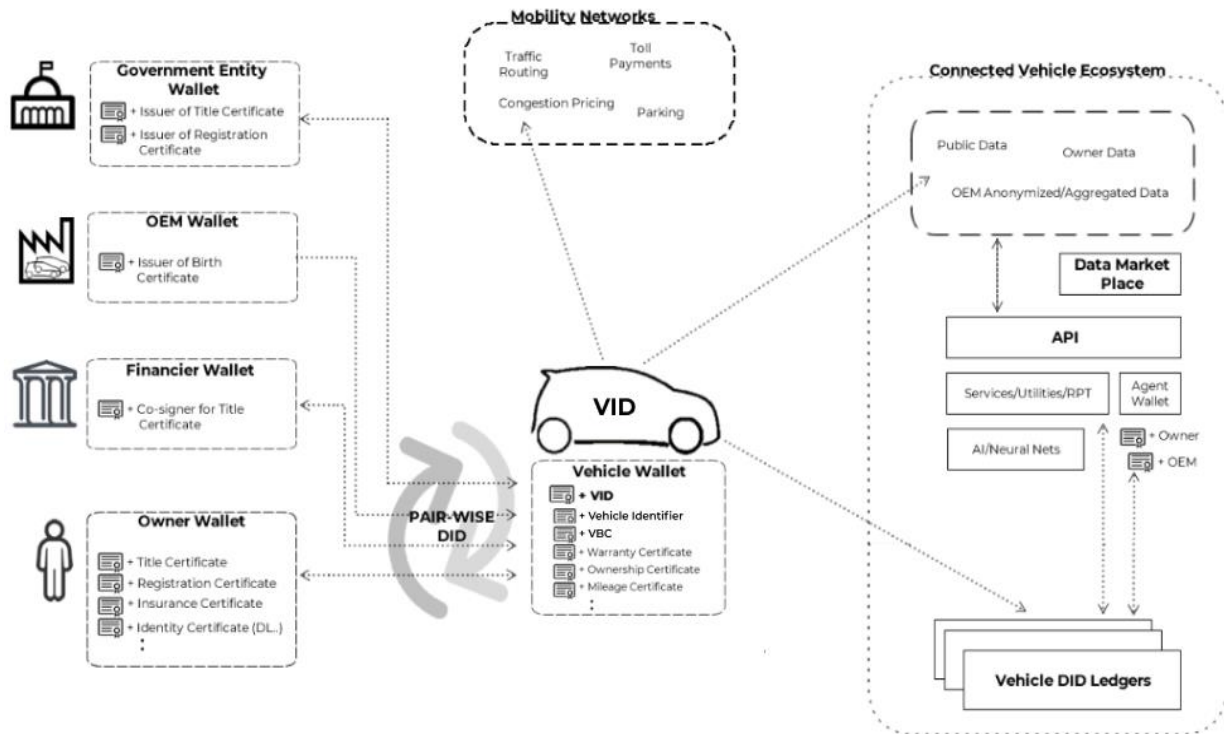 Mobility Networks
Traffic
Routing
Toll
Payments
Congestion Pricing
Parking
Government Entity
Wallet
+ Issuer of Title Certificate
+ Issuer of Registration
Certificate
OEM Wallet
+ Issuer of Birth
Certificate
Financier Wallet
+ Co-signer for Title
Certificate
Owner Wallet
+ Title Certificate
+ Registration Certificate
+ Insurance Certificate
+ Identity Certificate (DL..)
:
PAIR-WISE
DID
VID
Vehicle Wallet
+ VID
+ Vehicle Identifier
+ VBC
+ Warranty Certificate
+ Ownership Certificate
+ Mileage Certificate
:
Connected Vehicle Ecosystem
Public Data
Owner Data
OEM Anonymized/Aggregated Data
Data Market
Place
API
Services/Utilities/RPT
Agent
Wallet
AI/Neural Nets
+ Owner
+ OEM
Vehicle DID Ledgers